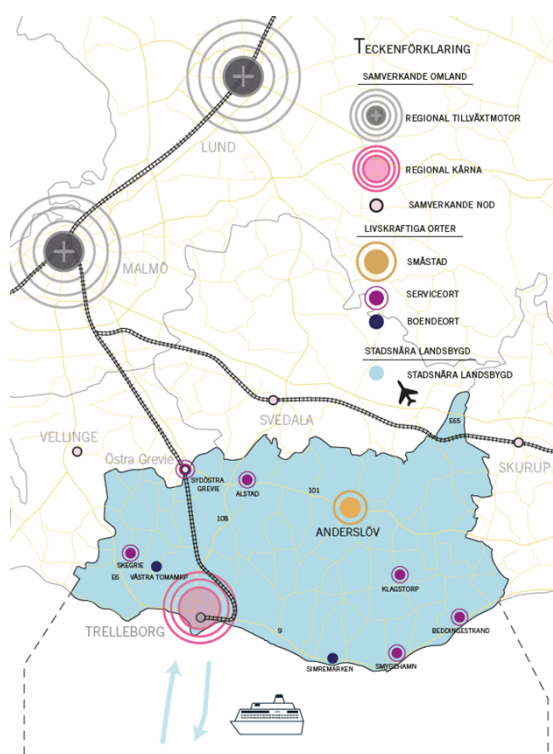 TECKENFÖRKLARING
SAMVERKANDE OMLAND
REGIONAL TILLVÄXTMOTOR
REGIONAL KÄRNA
SAMVERKANDE NOD
LIVSKRAFTIGA ORTER
SMÅSTAD
SERVICEORT
BOENDEORT
STADSNÄRA LANDSBYGD
STADSNÄRA LANDSBYGD
LUND
MALMÖ
SVEDALA
E65
VELLINGE
SKURUP
Östra Grevie
SYDÖSTRA
GREVIE
ALSTAD
101
108
ANDERSLÖV
SKEGRIE
E6
VÄSTRA TOMAMRP
KLAGSTORP
BEDDINGESTRAND
TRELLEBORG
9
SMYGEHAMN
SIMREMARKEN